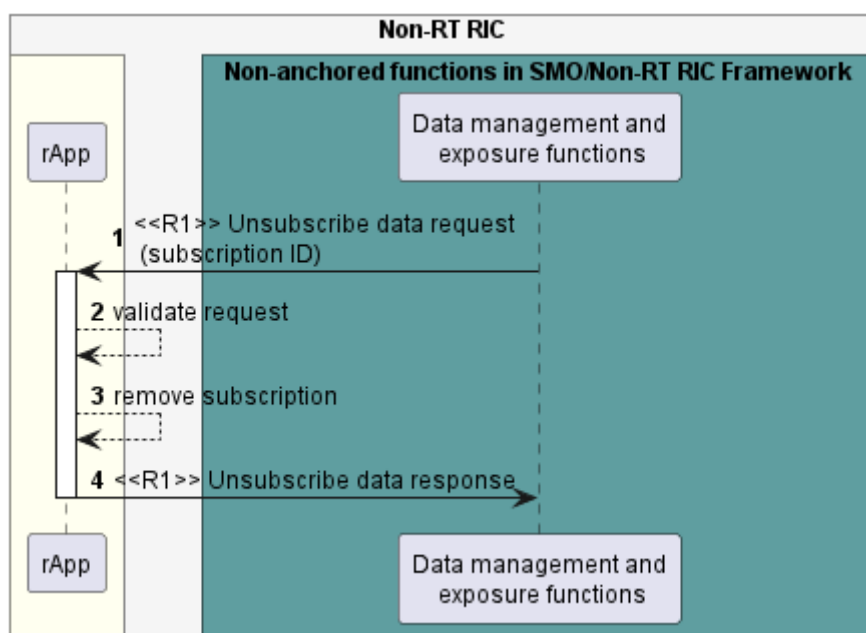 Non-RT RIC
Non-anchored functions in SMO/Non-RT RIC Framework
rApp
Data management and
exposure functions
1 <<R1>> Unsubscribe data request
(subscription ID)
2 validate request
3 remove subscription
4 <<R1>> Unsubscribe data response
rApp
Data management and
exposure functions